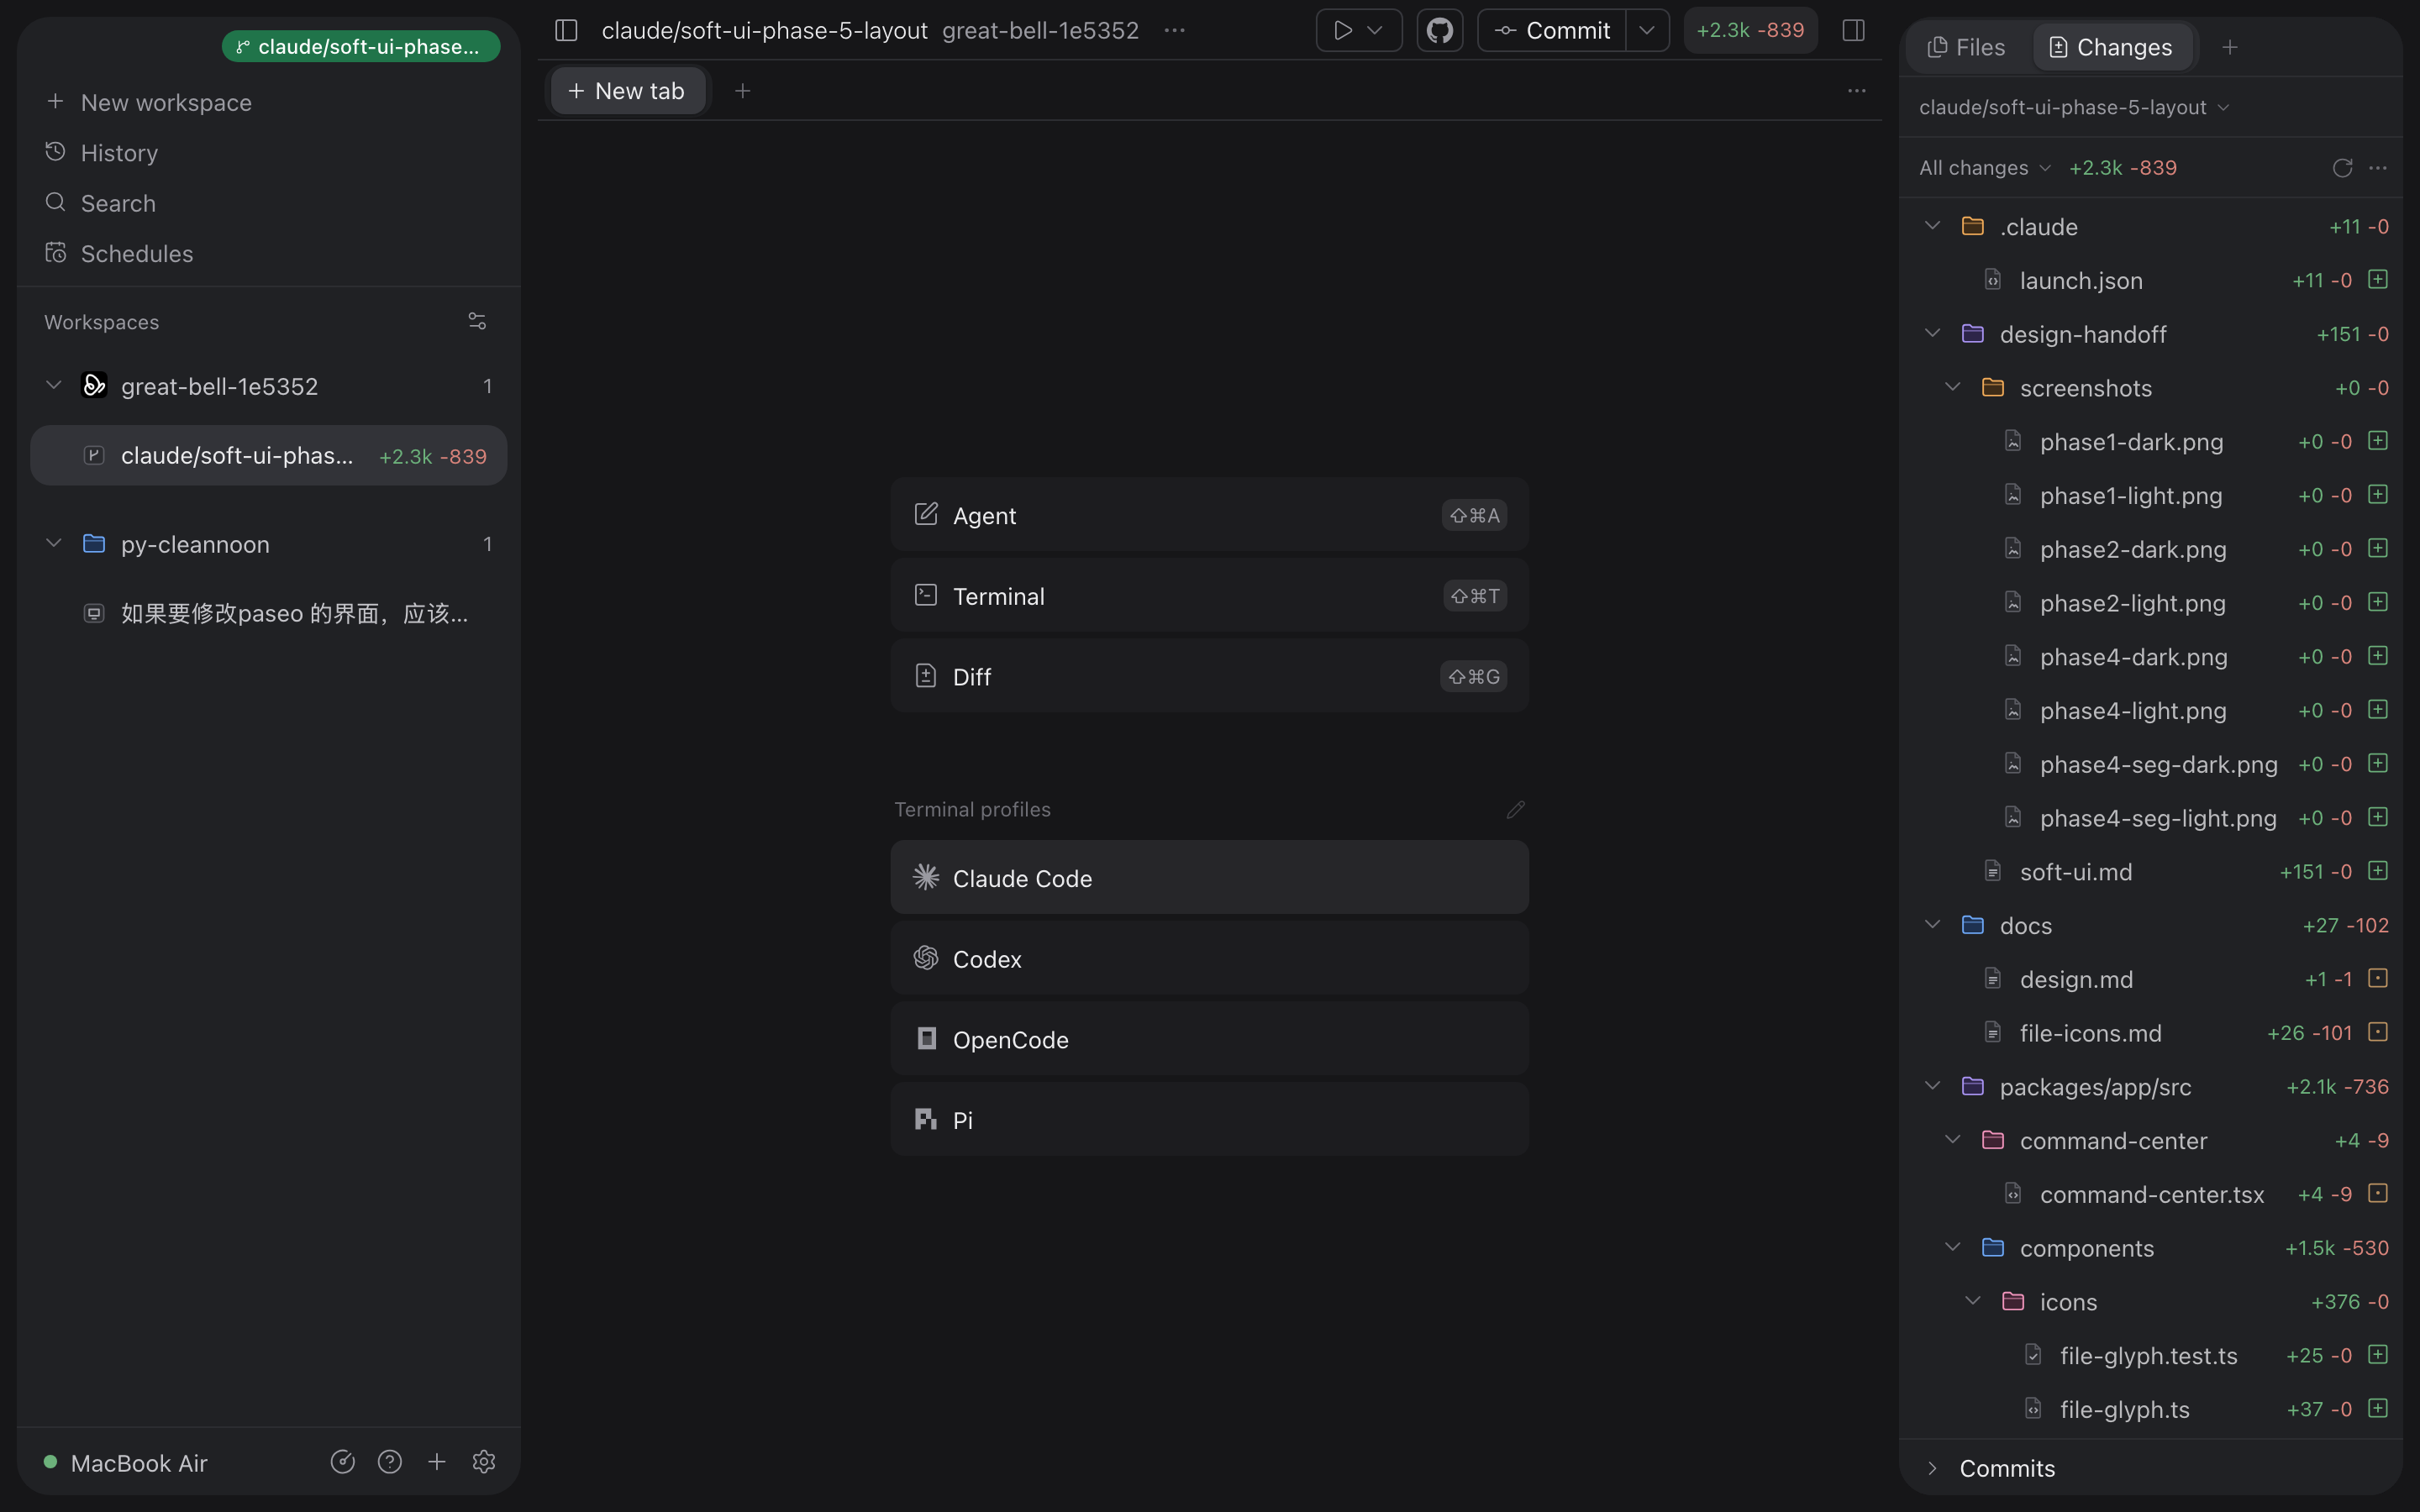 claude/soft-ui-phase...
New workspace
History
Search
Schedules
Workspaces
great-bell-1e5352 1
claude/soft-ui-phas... +2.3k -839
py-cleannoon 1
如果要修改paseo 的界面，应该...
MacBook Air
claude/soft-ui-phase-5-layout great-bell-1e5352
Commit
+2.3k -839
New tab
Agent ⇧⌘A
Terminal ⇧⌘T
Diff ⇧⌘G
Terminal profiles
Claude Code
Codex
OpenCode
Pi
Files
Changes
claude/soft-ui-phase-5-layout
All changes +2.3k -839
.claude +11 -0
launch.json +11 -0
design-handoff +151 -0
screenshots +0 -0
phase1-dark.png +0 -0
phase1-light.png +0 -0
phase2-dark.png +0 -0
phase2-light.png +0 -0
phase4-dark.png +0 -0
phase4-light.png +0 -0
phase4-seg-dark.png +0 -0
phase4-seg-light.png +0 -0
soft-ui.md +151 -0
docs +27 -102
design.md +1 -1
file-icons.md +26 -101
packages/app/src +2.1k -736
command-center +4 -9
command-center.tsx +4 -9
components +1.5k -530
icons +376 -0
file-glyph.test.ts +25 -0
file-glyph.ts +37 -0
Commits